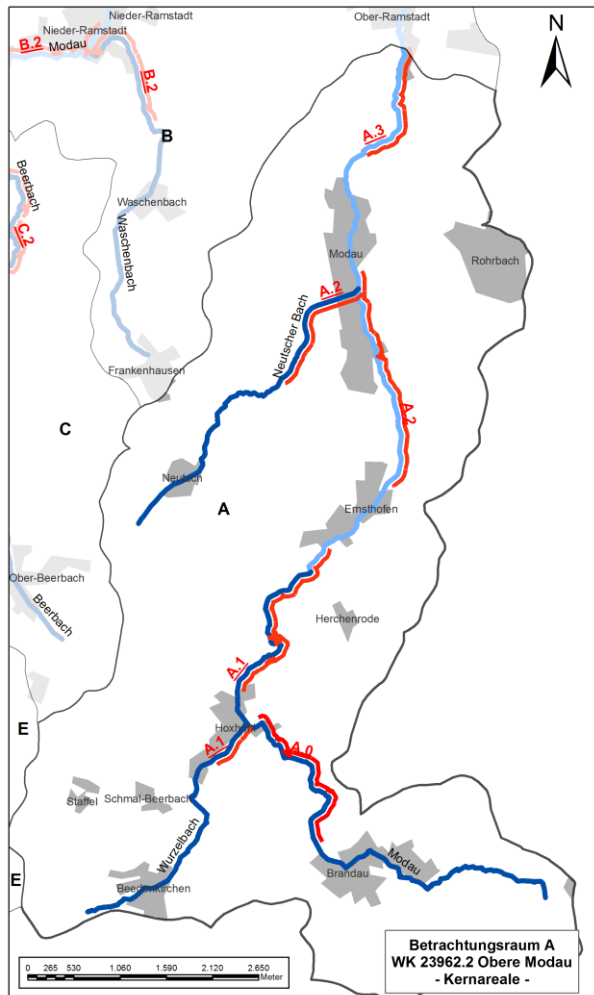 Nieder-Ramstadt
Ober-Ramstadt
Nieder-Ramstadt
B.2
Modau
N
B.2
A.3
B
Beerbach
C.2
Waschenbach
Waschenbach
Modau
Rohrbach
A.2
Neutscher Bach
Frankenhausen
A.2
C
Neutsch
A
Ernsthofen
Ober-Beerbach
Beerbach
Herchenrode
A.1
E
Hoxhohl
A.1
A.0
Staffel
Schmal-Beerbach
Wurzelbach
Modau
Brandau
E
Beedenkirchen
0 265 530 1.060 1.590 2.120 2.650
Meter
Betrachtungsraum A
WK 23962.2 Obere Modau
- Kernareale -